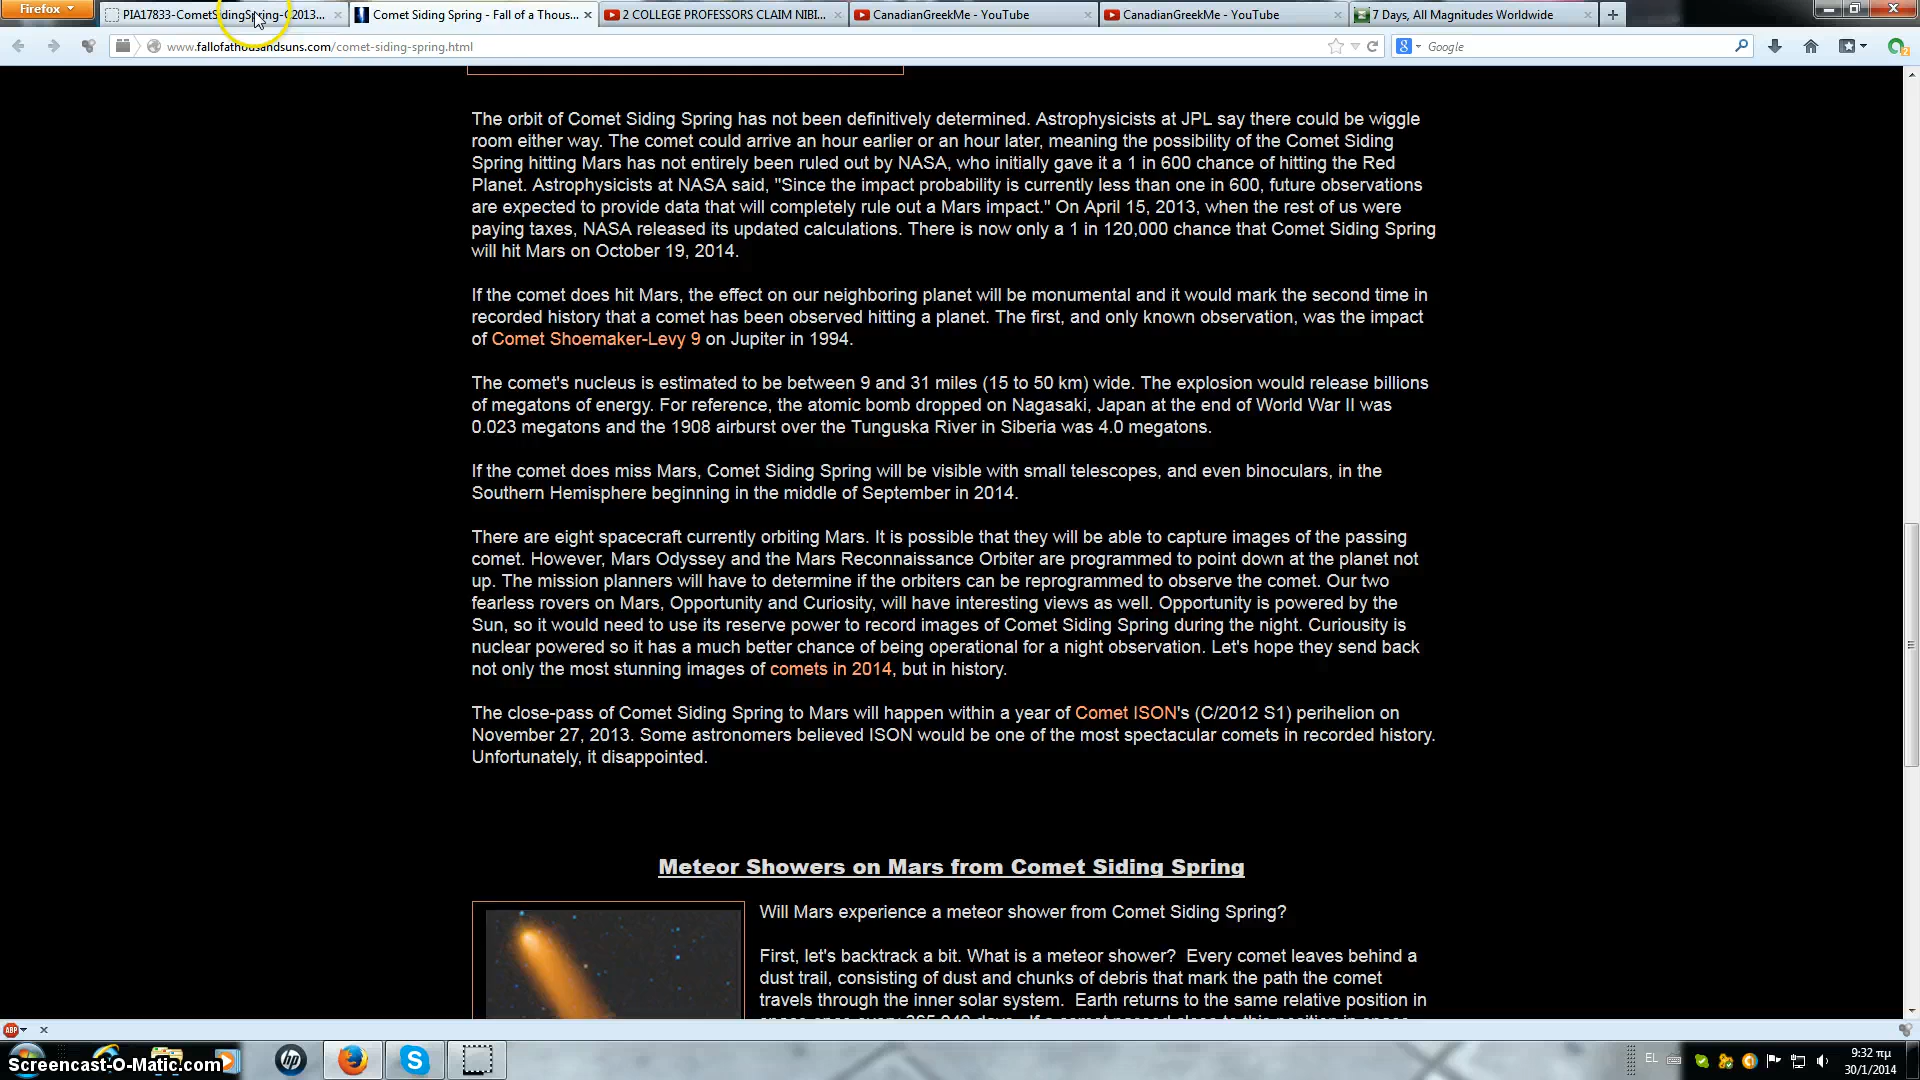 Firefox
PIA17833-CometSidingSpring-C2013...
Comet Siding Spring - Fall of a Thous...
2 COLLEGE PROFESSORS CLAIM NIBI...
CanadianGreekMe - YouTube
CanadianGreekMe - YouTube
7 Days, All Magnitudes Worldwide
www.fallofathousandsuns.com/comet-siding-spring.html
Google
The orbit of Comet Siding Spring has not been definitively determined. Astrophysicists at JPL say there could be wiggle
room either way. The comet could arrive an hour earlier or an hour later, meaning the possibility of the Comet Siding
Spring hitting Mars has not entirely been ruled out by NASA, who initially gave it a 1 in 600 chance of hitting the Red
Planet. Astrophysicists at NASA said, "Since the impact probability is currently less than one in 600, future observations
are expected to provide data that will completely rule out a Mars impact." On April 15, 2013, when the rest of us were
paying taxes, NASA released its updated calculations. There is now only a 1 in 120,000 chance that Comet Siding Spring
will hit Mars on October 19, 2014.
If the comet does hit Mars, the effect on our neighboring planet will be monumental and it would mark the second time in
recorded history that a comet has been observed hitting a planet. The first, and only known observation, was the impact
of Comet Shoemaker-Levy 9 on Jupiter in 1994.
The comet's nucleus is estimated to be between 9 and 31 miles (15 to 50 km) wide. The explosion would release billions
of megatons of energy. For reference, the atomic bomb dropped on Nagasaki, Japan at the end of World War II was
0.023 megatons and the 1908 airburst over the Tunguska River in Siberia was 4.0 megatons.
If the comet does miss Mars, Comet Siding Spring will be visible with small telescopes, and even binoculars, in the
Southern Hemisphere beginning in the middle of September in 2014.
There are eight spacecraft currently orbiting Mars. It is possible that they will be able to capture images of the passing
comet. However, Mars Odyssey and the Mars Reconnaissance Orbiter are programmed to point down at the planet not
up. The mission planners will have to determine if the orbiters can be reprogrammed to observe the comet. Our two
fearless rovers on Mars, Opportunity and Curiosity, will have interesting views as well. Opportunity is powered by the
Sun, so it would need to use its reserve power to record images of Comet Siding Spring during the night. Curiousity is
nuclear powered so it has a much better chance of being operational for a night observation. Let's hope they send back
not only the most stunning images of comets in 2014, but in history.
The close-pass of Comet Siding Spring to Mars will happen within a year of Comet ISON's (C/2012 S1) perihelion on
November 27, 2013. Some astronomers believed ISON would be one of the most spectacular comets in recorded history.
Unfortunately, it disappointed.
Meteor Showers on Mars from Comet Siding Spring
Will Mars experience a meteor shower from Comet Siding Spring?
First, let's backtrack a bit. What is a meteor shower? Every comet leaves behind a
dust trail, consisting of dust and chunks of debris that mark the path the comet
travels through the inner solar system. Earth returns to the same relative position in
ABP
Screencast-O-Matic.com
hp
EL
9:32 πμ
30/1/2014